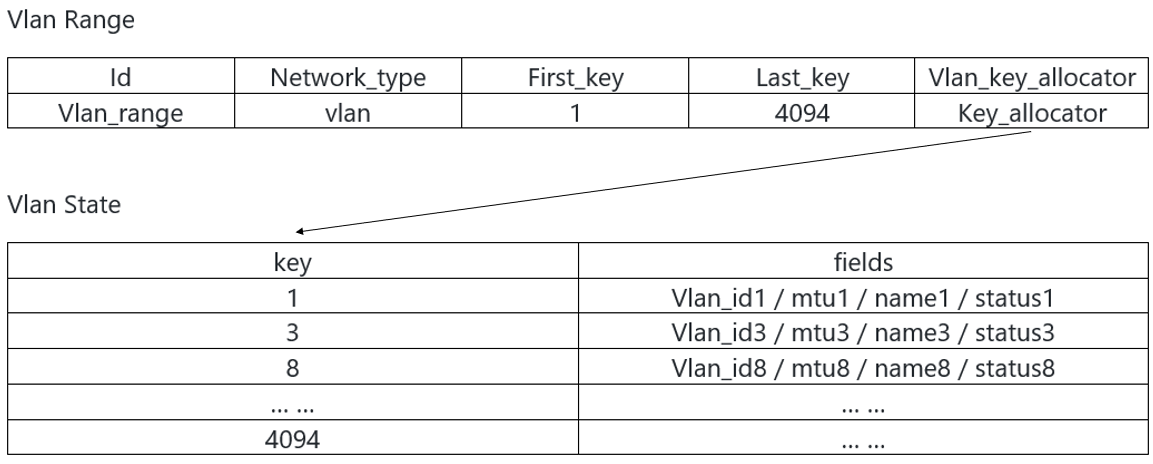 Vlan Range
Id Network_type First_key Last_key Vlan_key_allocator
Vlan_range vlan 1 4094 Key_allocator
Vlan State
key fields
1 Vlan_id1 / mtu1 / name1 / status1
3 Vlan_id3 / mtu3 / name3 / status3
8 Vlan_id8 / mtu8 / name8 / status8
... ... ... ...
4094 ... ...